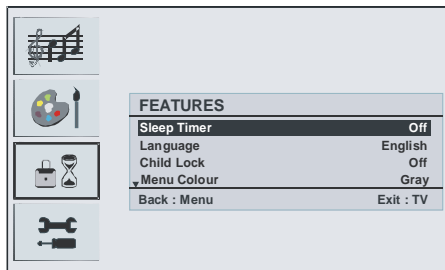 FEATURES
Sleep Timer Off
Language English
Child Lock Off
Menu Colour Gray
Back : Menu Exit : TV